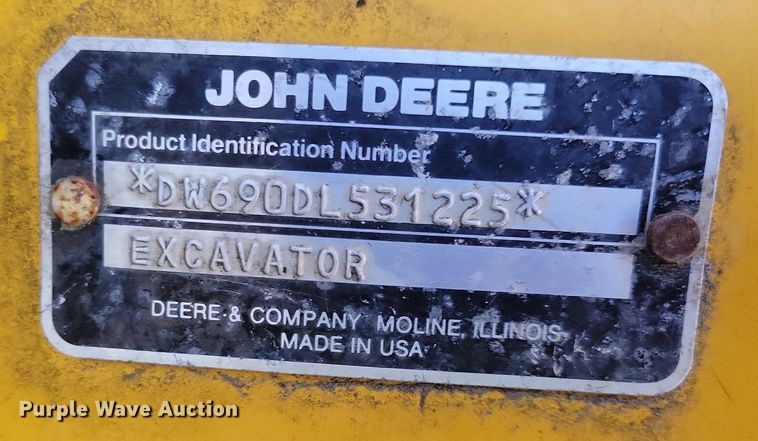 JOHN DEERE
Product Identification Number
*DW690DL531225*
EXCAVATOR
DEERE & COMPANY MOLINE, ILLINOIS
MADE IN USA
Purple Wave Auction